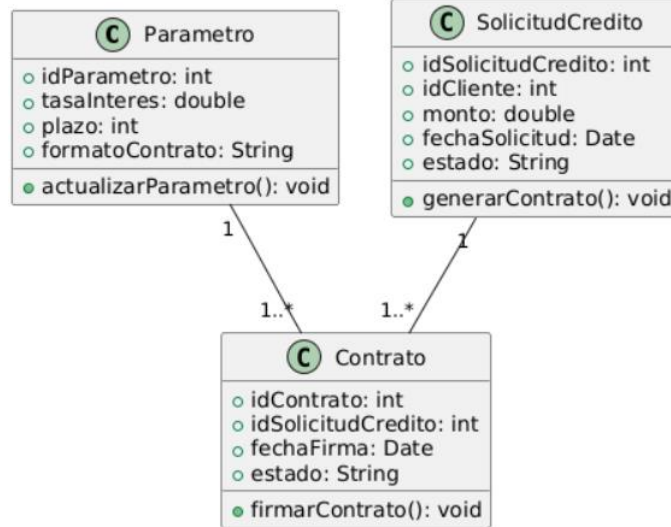 C Parametro
idParametro: int
tasaInteres: double
plazo: int
formatoContrato: String
actualizarParametro(): void
C SolicitudCredito
idSolicitudCredito: int
idCliente: int
monto: double
fechaSolicitud: Date
estado: String
generarContrato(): void
1
1
1..*
1..*
C Contrato
idContrato: int
idSolicitudCredito: int
fechaFirma: Date
estado: String
firmarContrato(): void